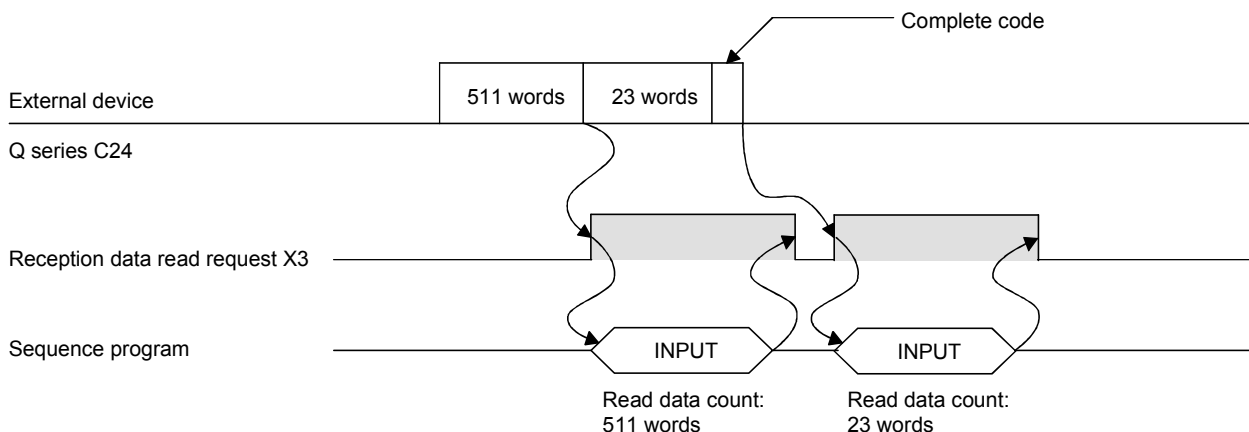 Complete code
External device
511 words
23 words
Q series C24
Reception data read request X3
Sequence program
INPUT
INPUT
Read data count:
511 words
Read data count:
23 words